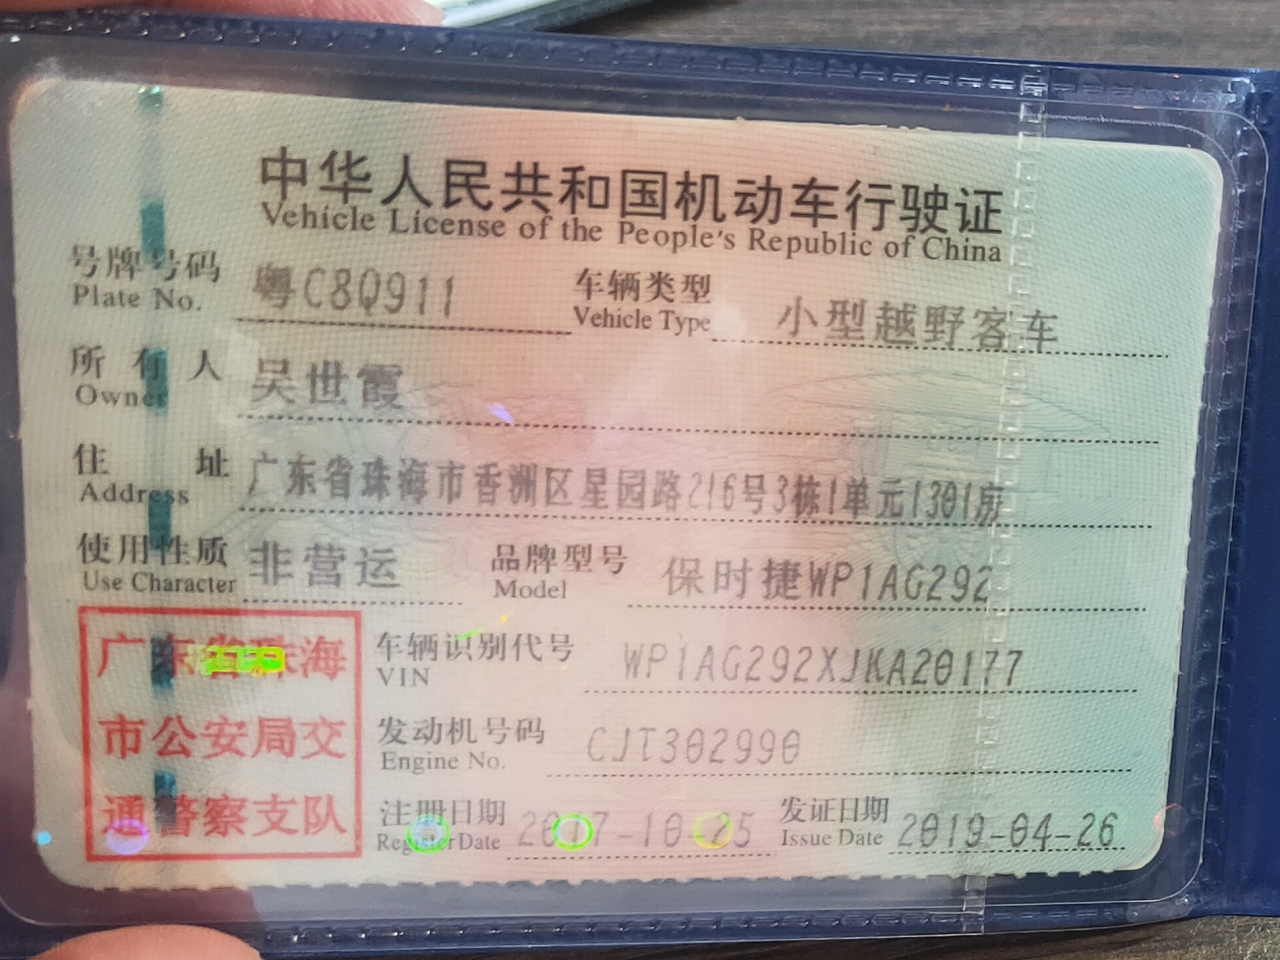 中华人民共和国机动车行驶证
Vehicle License of the People's Republic of China
号牌号码 粤C8Q911 车辆类型 小型越野客车
Plate No. Vehicle Type
所有人 吴世霞
Owner
住址 广东省珠海市香洲区星园路216号3栋1单元1301房
Address
使用性质 非营运 品牌型号 保时捷WP1AG292
Use Character Model
广东省珠海
市公安局交
通警察支队
车辆识别代号 WP1AG292XJKA20177
VIN
发动机号码 CJT302990
Engine No.
注册日期 2017-10-25 发证日期 2019-04-26
Register Date Issue Date